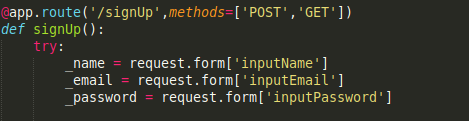 @app.route('/signUp',methods=['POST','GET'])
def signUp():
    try:
        _name = request.form['inputName']
        _email = request.form['inputEmail']
        _password = request.form['inputPassword']